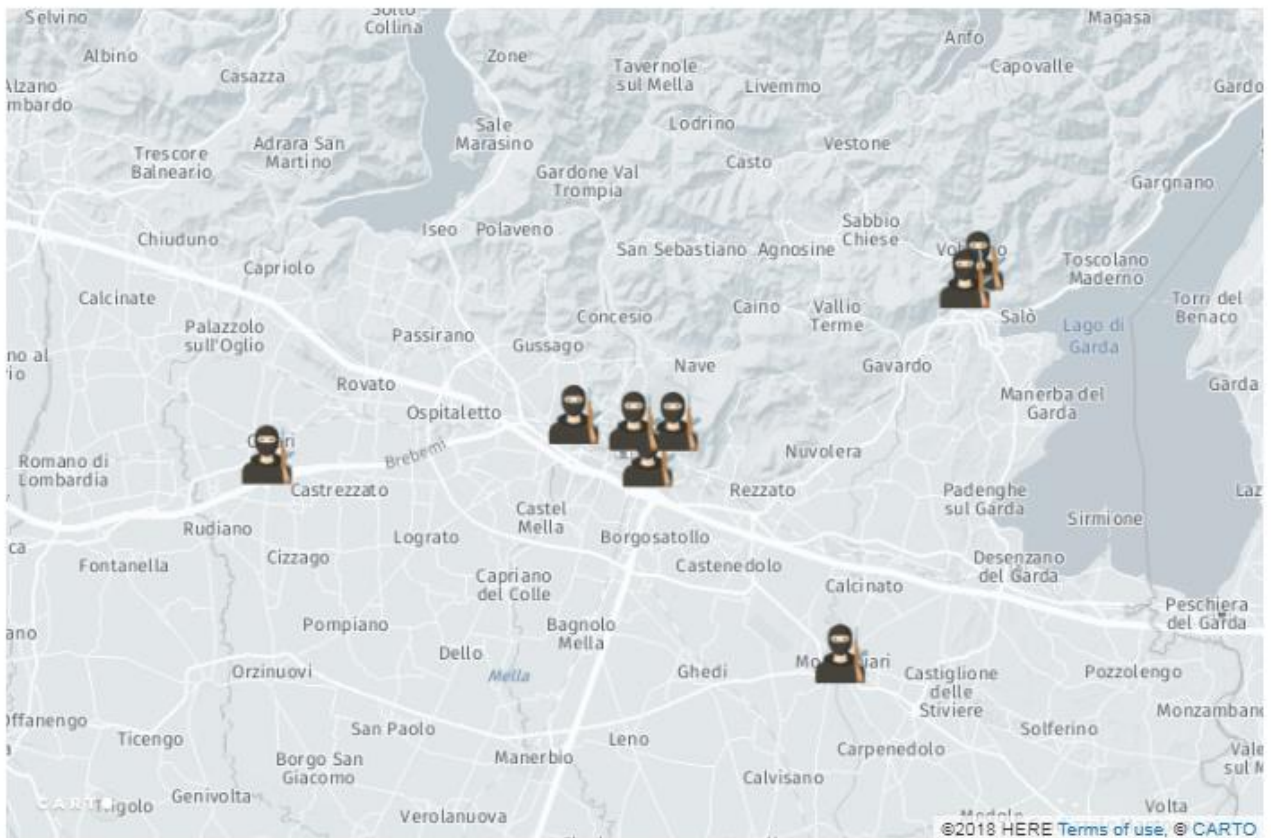 Selvino
Collina
Magasa
Albino
Zone
Anfo
Casazza
Tavernole
sul Mella
Livemmo
Capovalle
Lodrino
Sale
Marasino
Adrara San
Martino
Trescore
Balneario
Casto
Vestone
Gardone Val
Trompia
Gargnano
Iseo
Polaveno
Sabbio
Chiese
Chiuduno
San Sebastiano
Agnosine
Capriolo
Toscolano
Maderno
Calcinate
Caino
Vallio
Terme
Concesio
Salò
Torri del
Benaco
Lago di
Garda
Palazzolo
sull'Oglio
Passirano
Gussago
Nave
Gavardo
Rovato
Garda
Manerba del
Garda
Ospitaletto
Brebemi
Nuvolera
Romano di
Lombardia
Castrezzato
Rezzato
Padenghe
sul Garda
Castel
Mella
Sirmione
Rudiano
Lograto
Borgosatollo
Cizzago
Fontanella
Castenedolo
Desenzano
del Garda
Capriano
del Colle
Calcinato
Peschiera
del Garda
Pompiano
Bagnolo
Mella
Dello
Orzinuovi
Mella
Ghedi
Castiglione
delle
Stiviere
Pozzolengo
San Paolo
Ticengo
Leno
Solferino
Carpenedolo
Borgo San
Giacomo
Manerbio
Calvisano
Genivolta
Verolanuova
Volta
©2018 HERE Terms of use, © CARTO